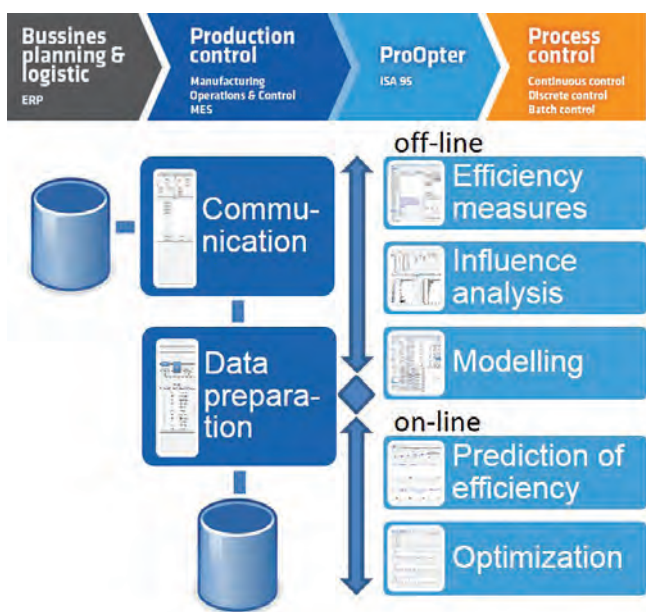 Bussines
planning &
logistic
ERP
Production
control
Manufacturing
Operations & Control
MES
ProOpter
ISA 95
Process
control
Continuous control
Discrete control
Batch control
off-line
Commu-
nication
Data
prepara-
tion
Efficiency
measures
Influence
analysis
Modelling
on-line
Prediction of
efficiency
Optimization